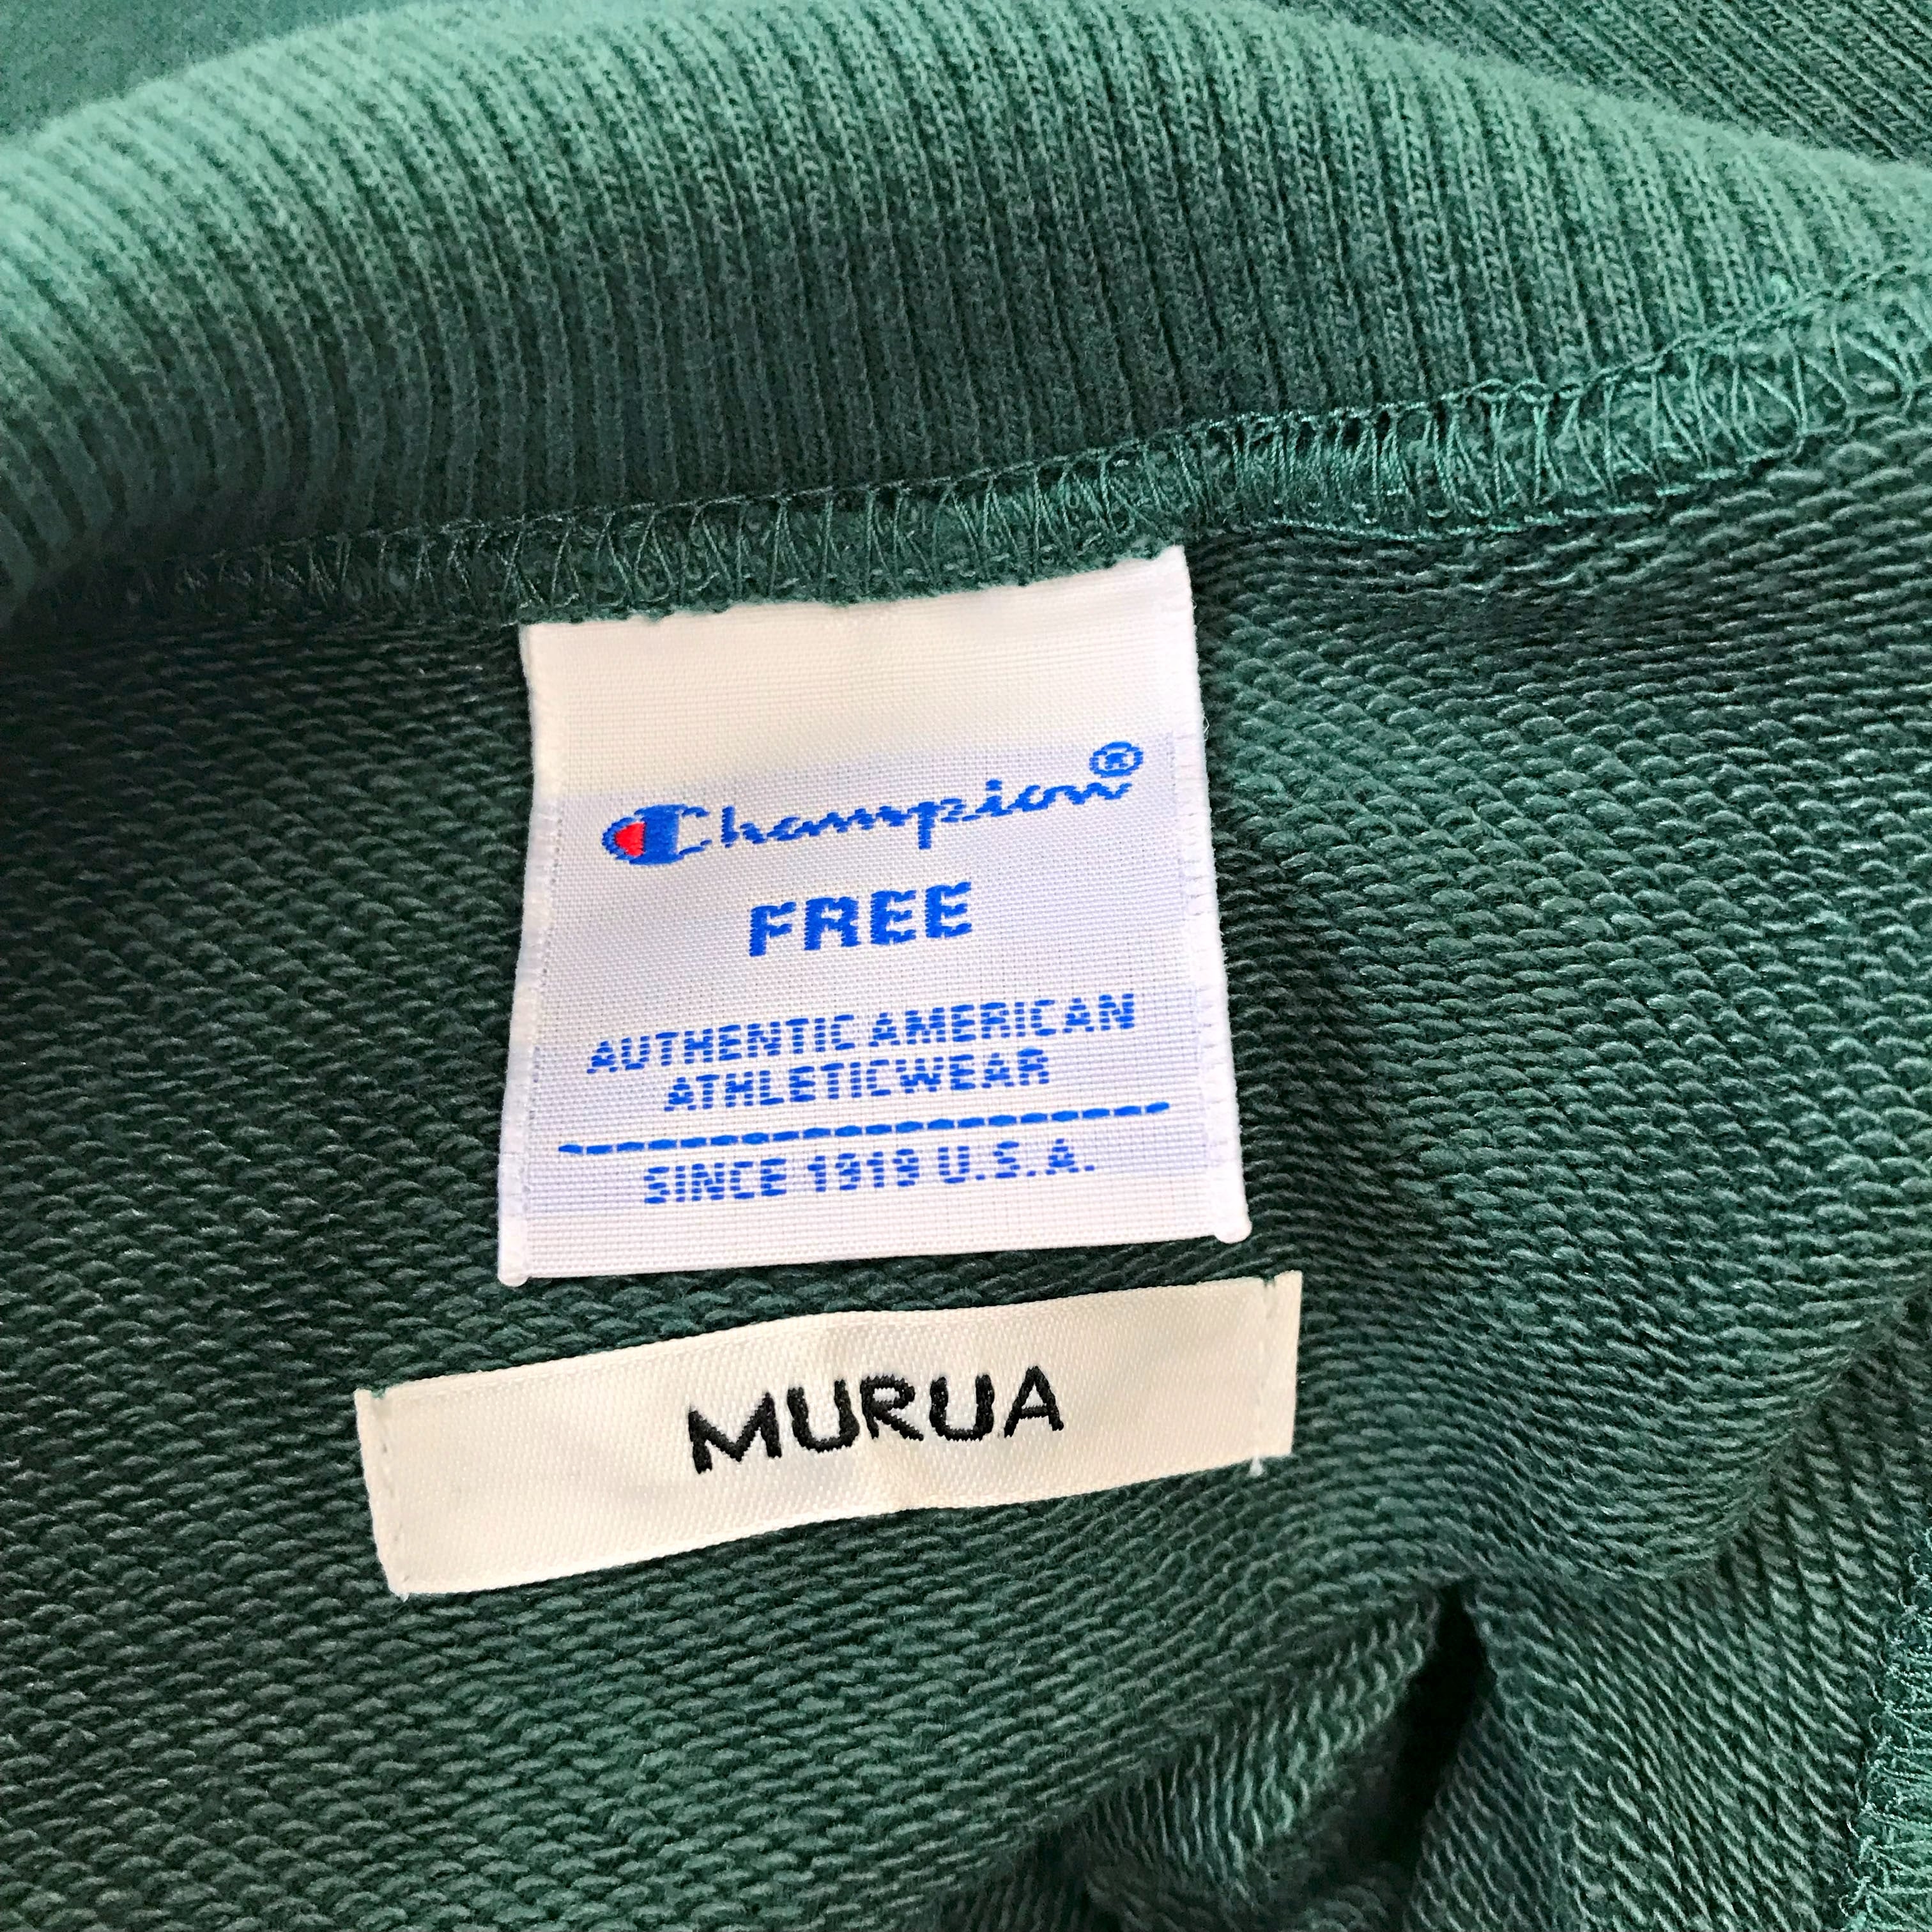 Champion®
FREE
AUTHENTIC AMERICAN
ATHLETICWEAR
SINCE 1919 U.S.A.
MURUA